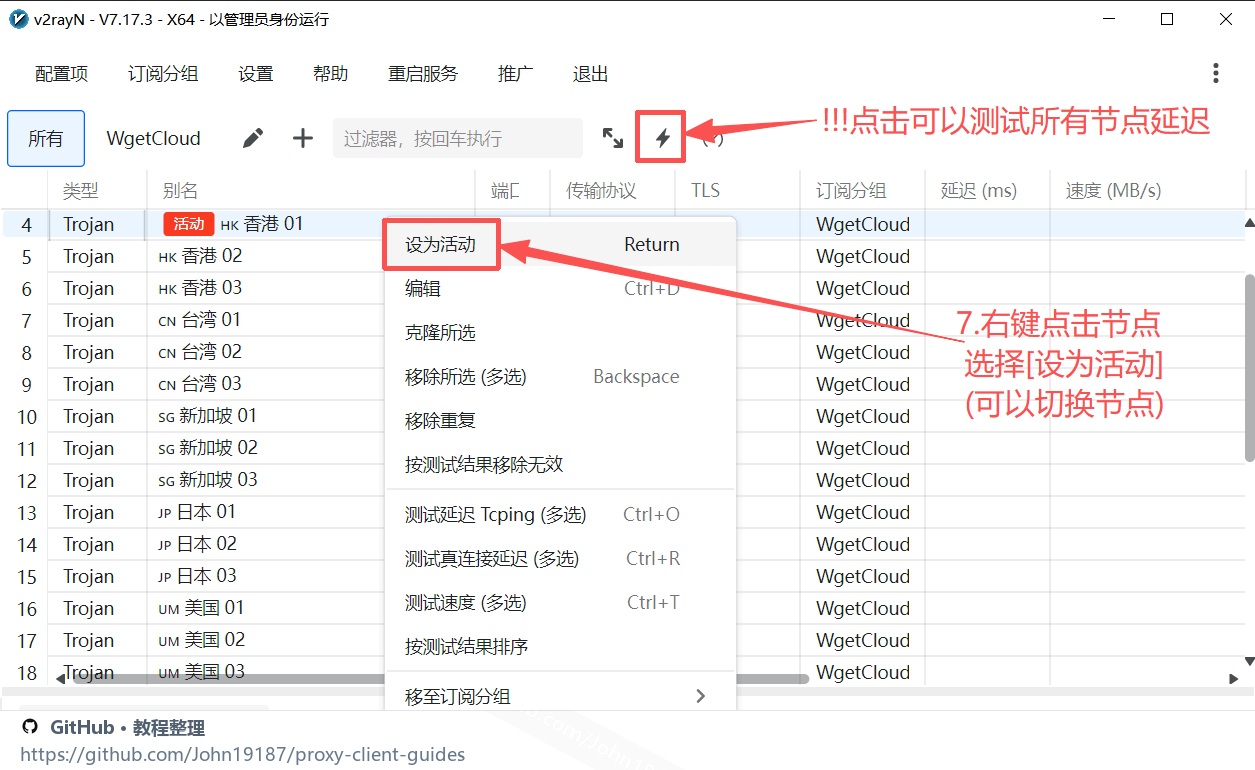 v2rayN - V7.17.3 - X64 - 以管理员身份运行
配置项 订阅分组 设置 帮助 重启服务 推广 退出
所有 WgetCloud 过滤器，按回车执行
!!!点击可以测试所有节点延迟
类型 别名 端口 传输协议 TLS 订阅分组 延迟 (ms) 速度 (MB/s)
4 Trojan 活动 HK 香港 01 WgetCloud
5 Trojan HK 香港 02 WgetCloud
6 Trojan HK 香港 03 WgetCloud
7 Trojan CN 台湾 01 WgetCloud
8 Trojan CN 台湾 02 WgetCloud
9 Trojan CN 台湾 03 WgetCloud
10 Trojan SG 新加坡 01 WgetCloud
11 Trojan SG 新加坡 02 WgetCloud
12 Trojan SG 新加坡 03 WgetCloud
13 Trojan JP 日本 01 WgetCloud
14 Trojan JP 日本 02 WgetCloud
15 Trojan JP 日本 03 WgetCloud
16 Trojan UM 美国 01 WgetCloud
17 Trojan UM 美国 02 WgetCloud
18 Trojan UM 美国 03 WgetCloud
设为活动 Return
编辑 Ctrl+D
克隆所选
移除所选 (多选) Backspace
移除重复
按测试结果移除无效
测试延迟 Tcping (多选) Ctrl+O
测试真连接延迟 (多选) Ctrl+R
测试速度 (多选) Ctrl+T
按测试结果排序
移至订阅分组
7.右键点击节点
选择[设为活动]
(可以切换节点)
GitHub • 教程整理
https://github.com/John19187/proxy-client-guides